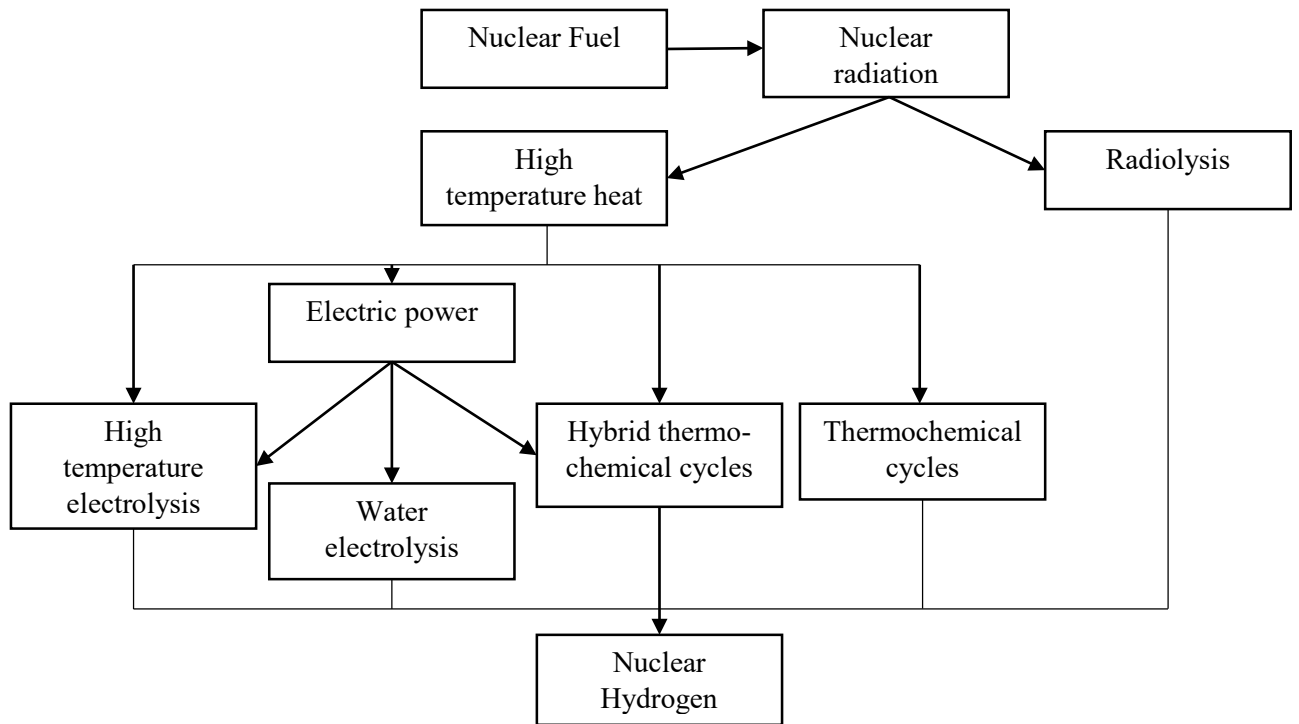 Nuclear Fuel
Nuclear
radiation
High
temperature heat
Radiolysis
Electric power
High
temperature
electrolysis
Water
electrolysis
Hybrid thermo-
chemical cycles
Thermochemical
cycles
Nuclear
Hydrogen